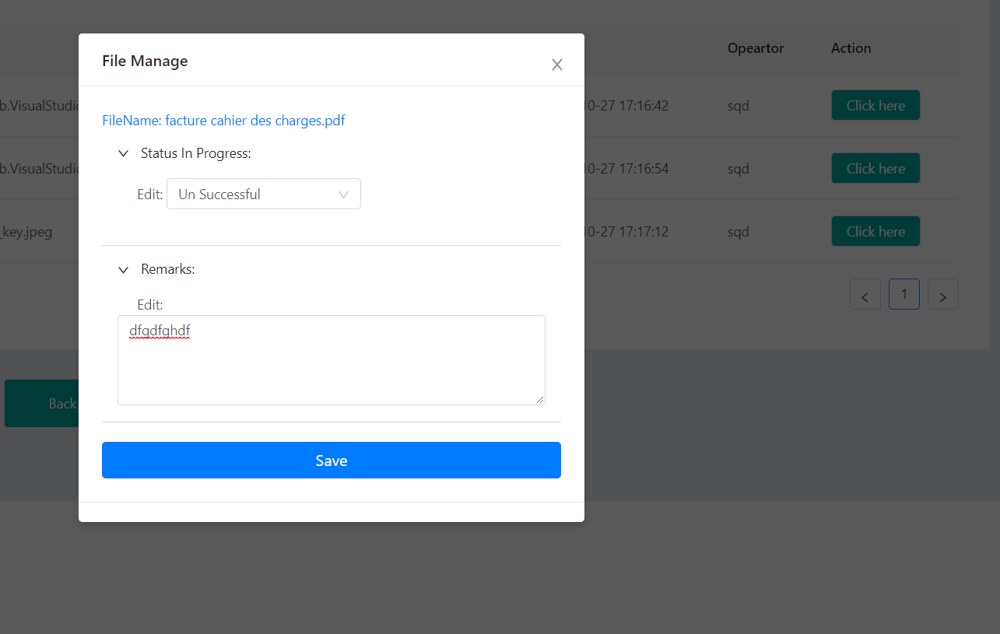 Opeartor Action
File Manage
b.VisualStudio 10-27 17:16:42 sqd Click here
FileName: facture cahier des charges.pdf
Status In Progress:
b.VisualStudio 10-27 17:16:54 sqd Click here
Edit: Un Successful
_key.jpeg 10-27 17:17:12 sqd Click here
Remarks:
1
Edit:
dfgdfghdf
Back
Save